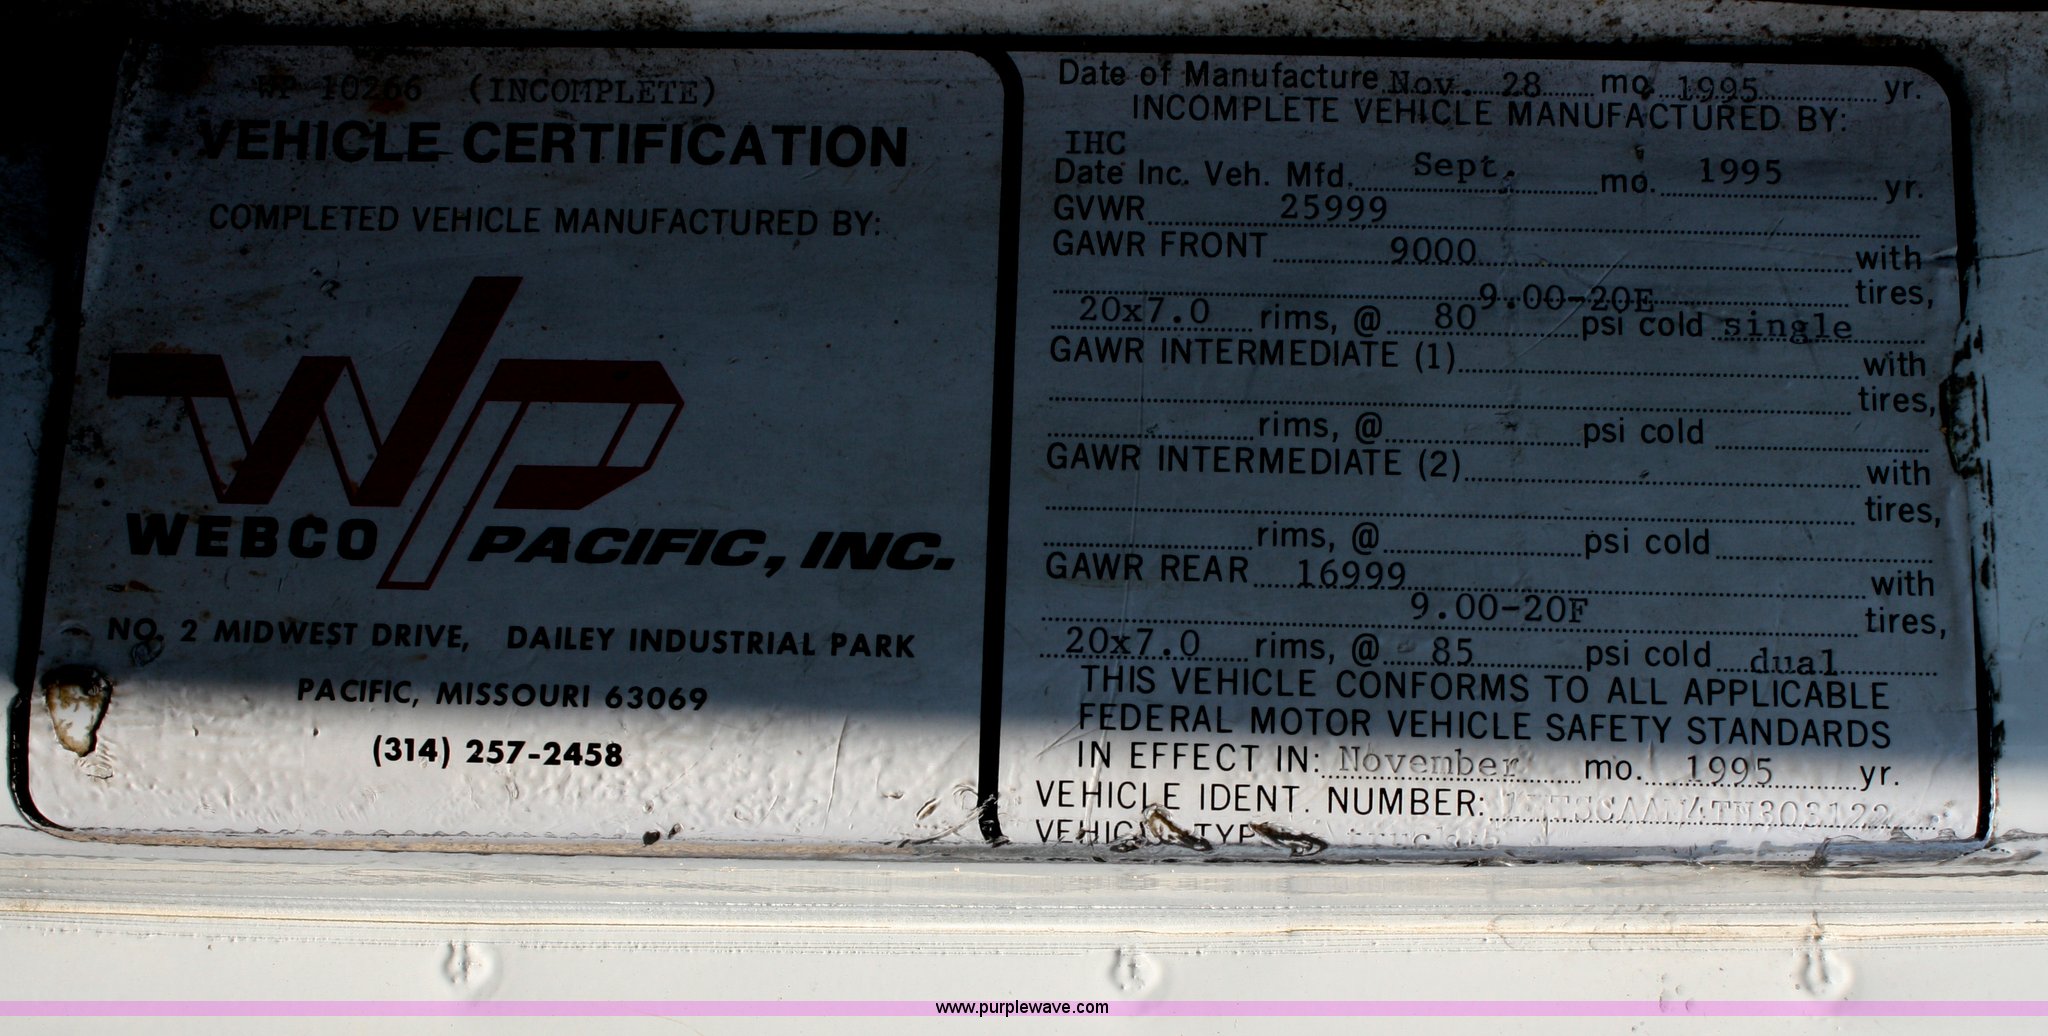 WP 10266 (INCOMPLETE)
VEHICLE CERTIFICATION
COMPLETED VEHICLE MANUFACTURED BY:
WP
WEBCO PACIFIC, INC.
NO. 2 MIDWEST DRIVE, DAILEY INDUSTRIAL PARK
PACIFIC, MISSOURI 63069
(314) 257-2458
Date of Manufacture Nov. 28 mo. 1995 yr.
INCOMPLETE VEHICLE MANUFACTURED BY:
IHC
Date Inc. Veh. Mfd. Sept. mo. 1995 yr.
GVWR 25999
GAWR FRONT 9000 with
9.00-20E tires,
20x7.0 rims, @ 80 psi cold single
GAWR INTERMEDIATE (1) with
tires,
rims, @ psi cold
GAWR INTERMEDIATE (2) with
tires,
rims, @ psi cold
GAWR REAR 16999 with
9.00-20F tires,
20x7.0 rims, @ 85 psi cold dual
THIS VEHICLE CONFORMS TO ALL APPLICABLE
FEDERAL MOTOR VEHICLE SAFETY STANDARDS
IN EFFECT IN: November mo. 1995 yr.
VEHICLE IDENT. NUMBER:
VEHICLE TYPE
www.purplewave.com